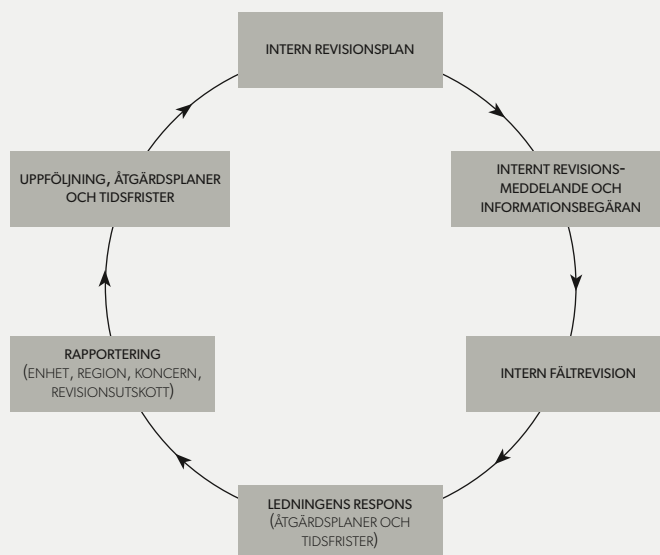 INTERN REVISIONSPLAN
INTERNT REVISIONS-
MEDDELANDE OCH
INFORMATIONSBEGÄRAN
INTERN FÄLTREVISION
LEDNINGENS RESPONS
(ÅTGÄRDSPLANER OCH
TIDSFRISTER)
RAPPORTERING
(ENHET, REGION, KONCERN,
REVISIONSUTSKOTT)
UPPFÖLJNING, ÅTGÄRDSPLANER
OCH TIDSFRISTER